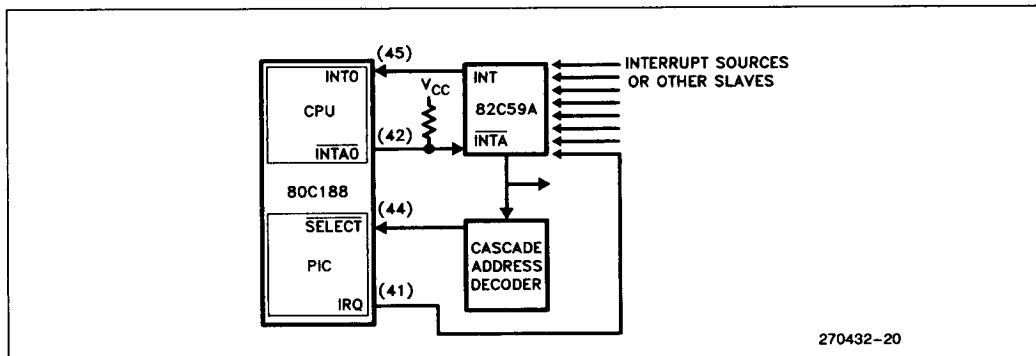 (45)
INT0
V_CC
CPU
(42)
INTA0
80C188
(44)
SELECT
PIC
(41)
IRQ
INT
82C59A
INTA
CASCADE
ADDRESS
DECODER
INTERRUPT SOURCES
OR OTHER SLAVES
270432-20